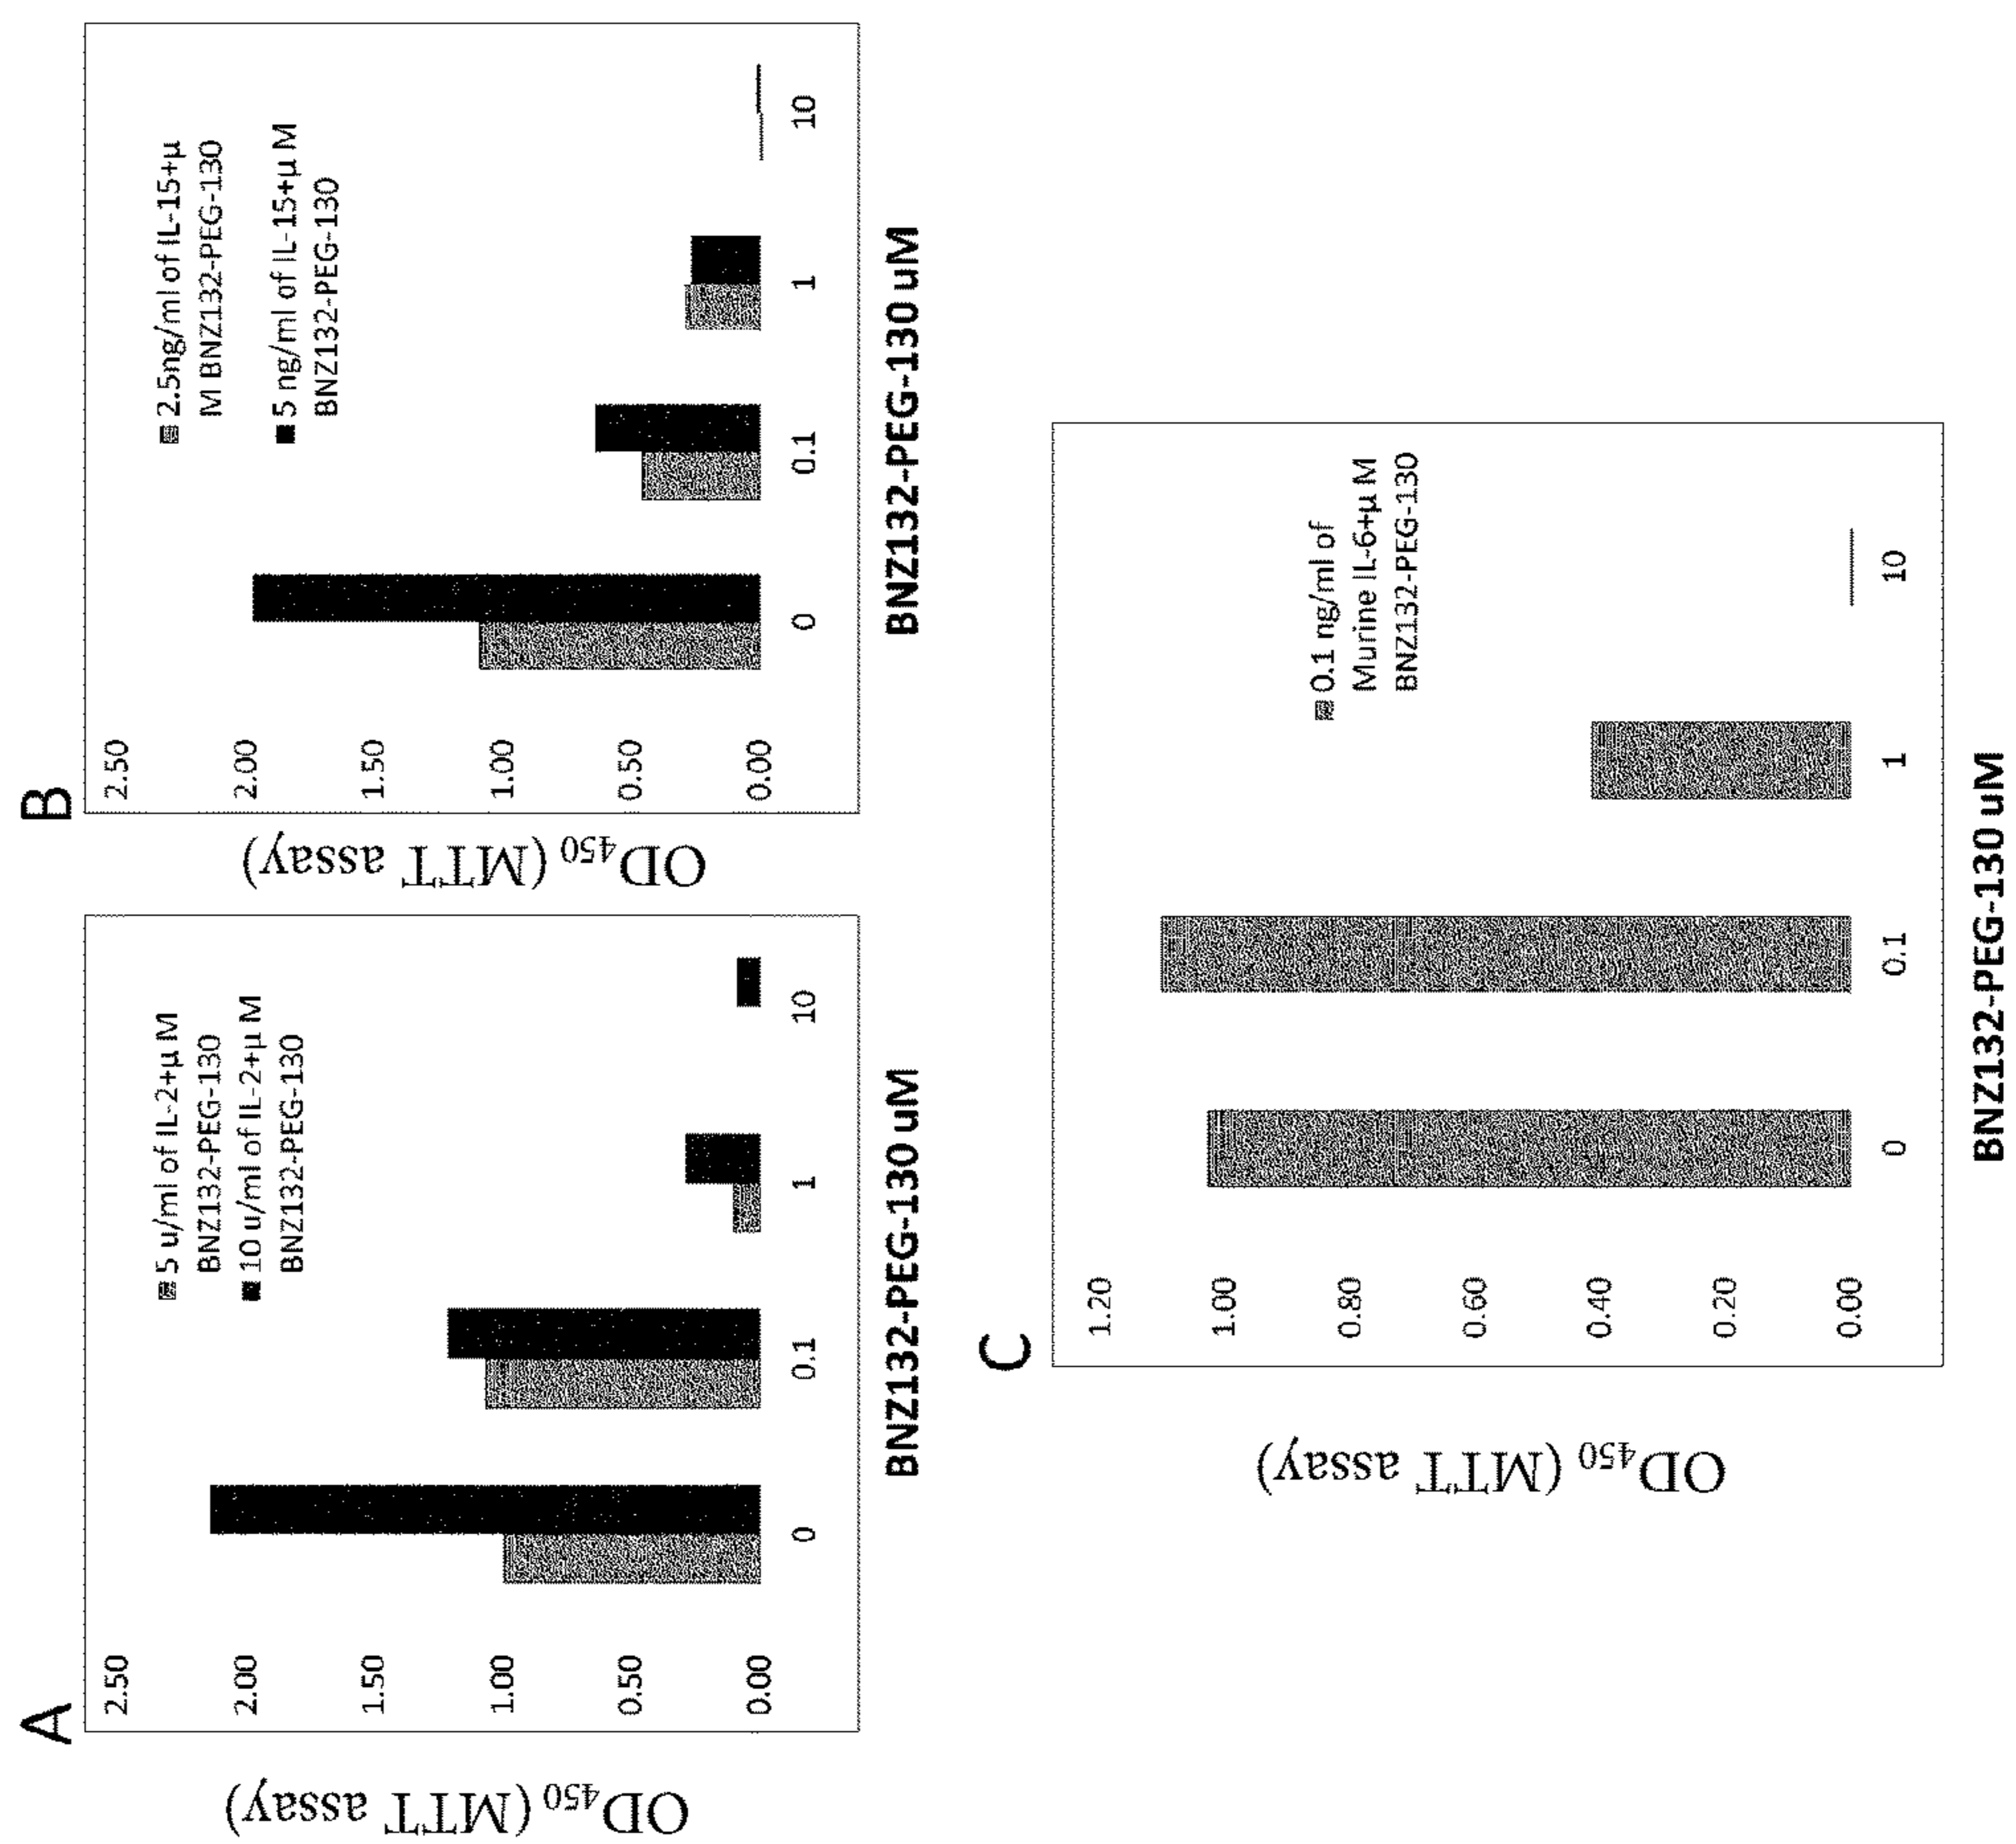 A
OD450 (MTT assay)
2.50
2.00
1.50
1.00
0.50
0.00
5 u/ml of IL-2+µ M
BNZ132-PEG-130
10 u/ml of IL-2+µ M
BNZ132-PEG-130
0 0.1 1 10
BNZ132-PEG-130 uM
B
OD450 (MTT assay)
2.50
2.00
1.50
1.00
0.50
0.00
2.5ng/ml of IL-15+µ
M BNZ132-PEG-130
5 ng/ml of IL-15+µ M
BNZ132-PEG-130
0 0.1 1 10
BNZ132-PEG-130 uM
C
OD450 (MTT assay)
1.20
1.00
0.80
0.60
0.40
0.20
0.00
0.1 ng/ml of
Murine IL-6+µ M
BNZ132-PEG-130
0 0.1 1 10
BNZ132-PEG-130 uM